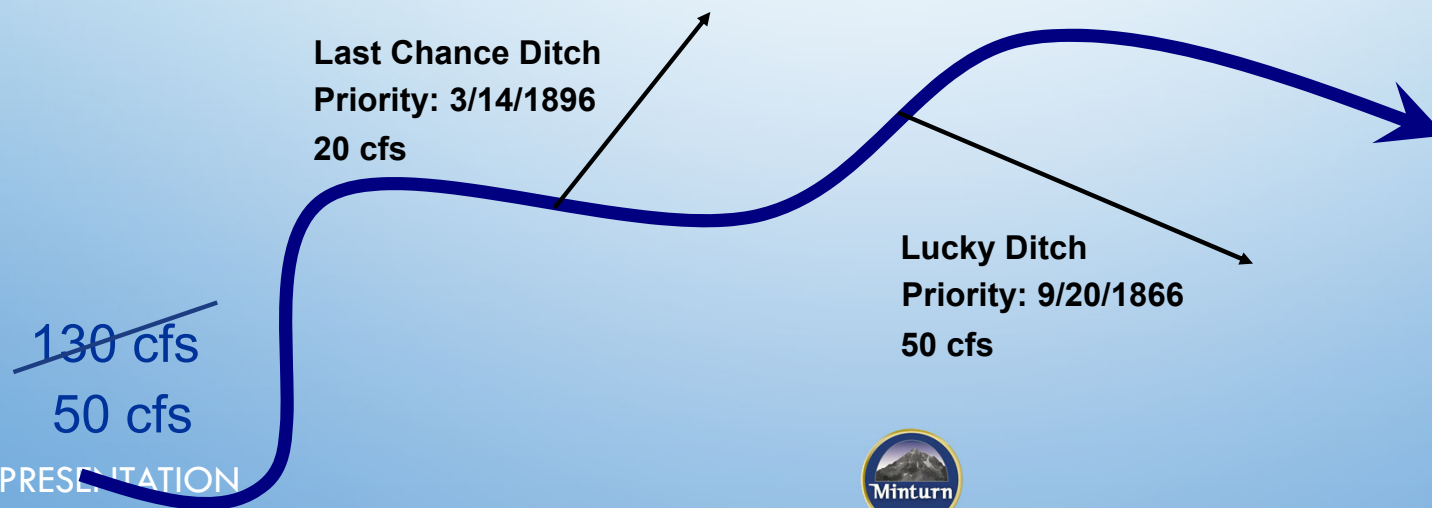 Last Chance Ditch
Priority: 3/14/1896
20 cfs
Lucky Ditch
Priority: 9/20/1866
50 cfs
130 cfs
50 cfs
PRESENTATION
Minturn